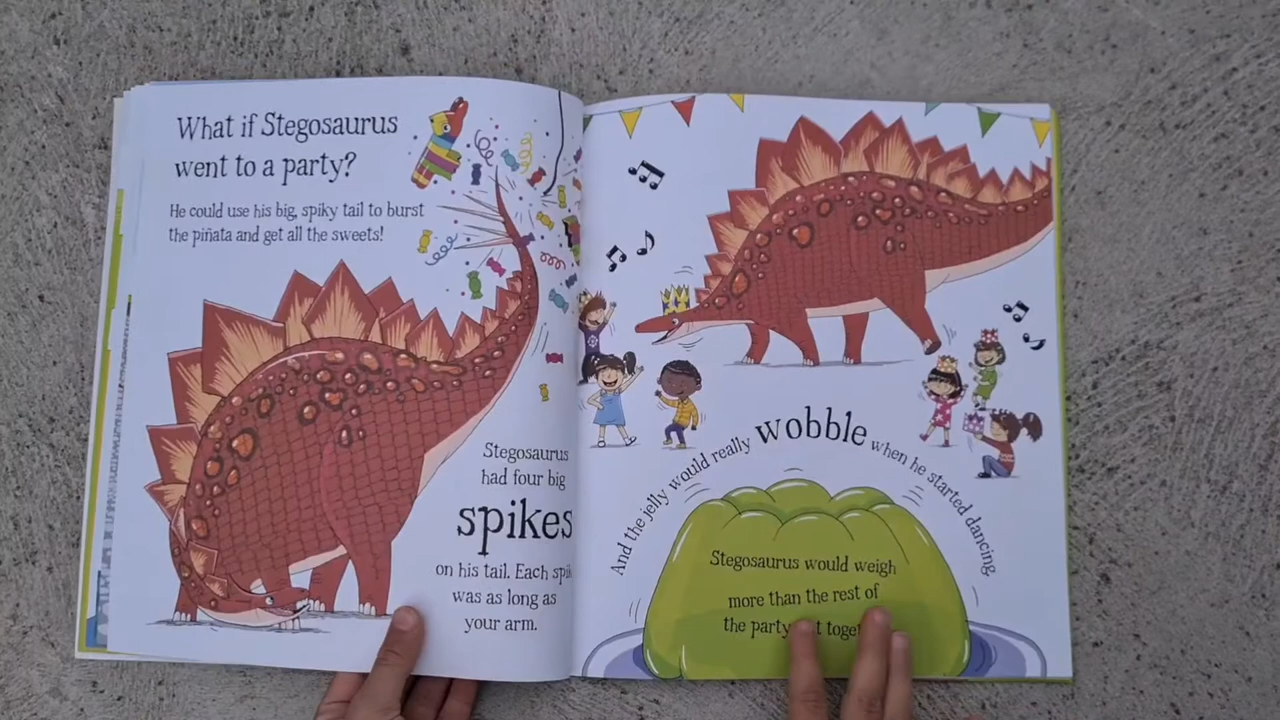 What if Stegosaurus
went to a party?
He could use his big, spiky tail to burst
the piñata and get all the sweets!
Stegosaurus
had four big
spikes
on his tail. Each
was as long as
your arm.
And the jelly would really wobble when he started dancing.
Stegosaurus would weigh
more than the rest of
the party